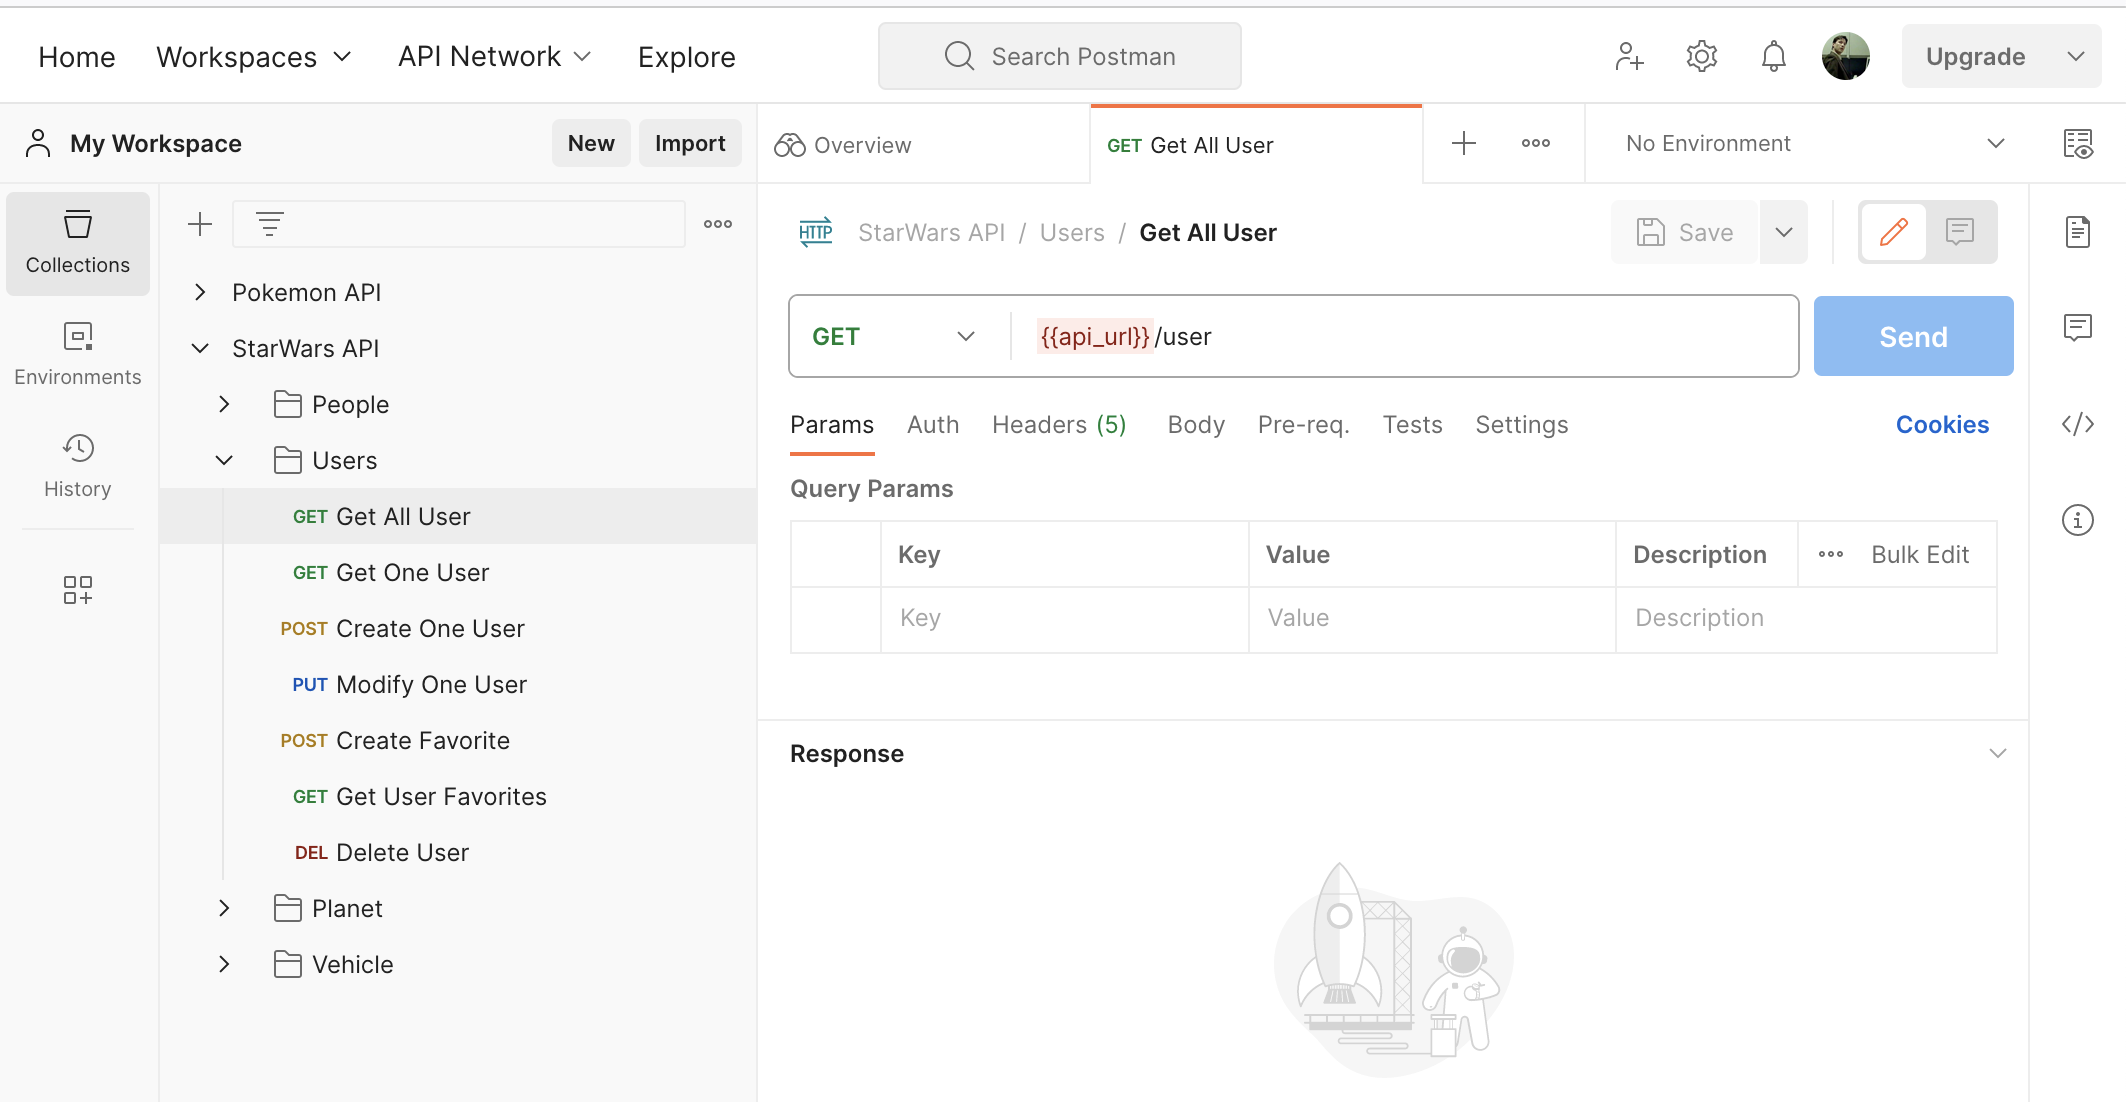 Home Workspaces API Network Explore Search Postman Upgrade
My Workspace New Import Overview GET Get All User No Environment
Collections
Environments
History
Pokemon API
StarWars API
People
Users
GET Get All User
GET Get One User
POST Create One User
PUT Modify One User
POST Create Favorite
GET Get User Favorites
DEL Delete User
Planet
Vehicle
HTTP StarWars API / Users / Get All User Save
GET {{api_url}}/user Send
Params Auth Headers (5) Body Pre-req. Tests Settings Cookies
Query Params
Key Value Description Bulk Edit
Key Value Description
Response